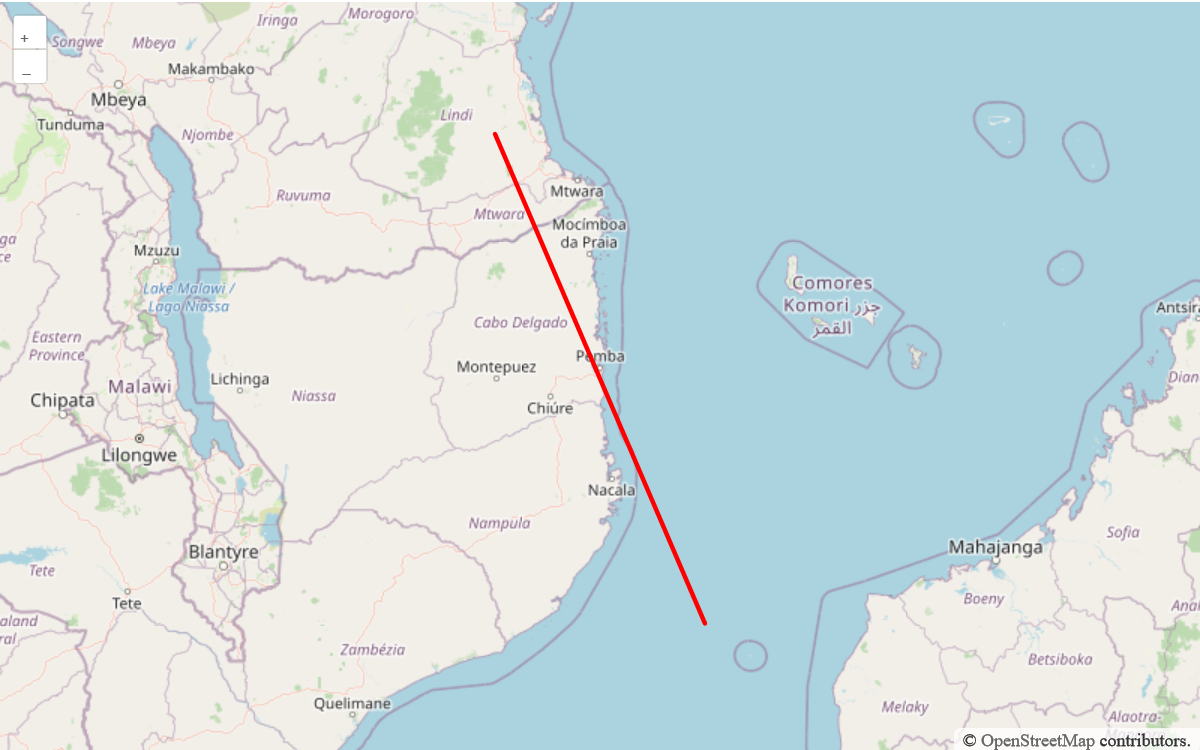 Morogoro
Iringa
+
Songwe
Mbeya
Makambako
–
Mbeya
Lindi
Tunduma
Njombe
Mtwara
Ruvuma
Mtwara
Mocímboa
da Praia
Mzuzu
Lake Malawi /
Lago Niassa
Comores
Komori جزر
القمر
Antsira
Cabo Delgado
Eastern
Province
Pemba
Montepuez
Lichinga
Malawi
Niassa
Dian
Chipata
Chiúre
Lilongwe
Nacala
Nampula
Sofia
Blantyre
Mahajanga
Tete
Boeny
Tete
Zambézia
Betsiboka
Quelimane
Melaky
Alaotra-
© OpenStreetMap contributors.